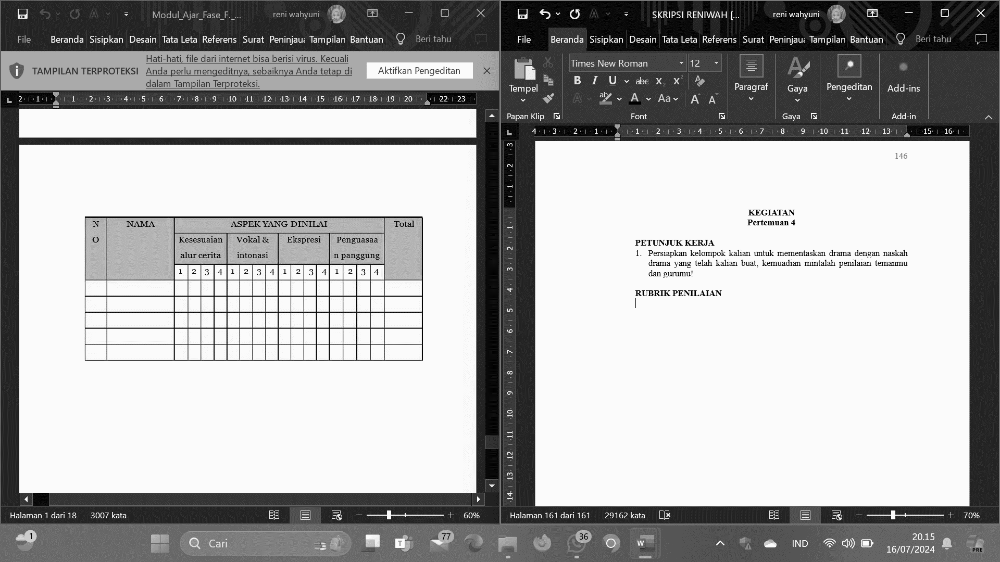 Modul_Ajar_Fase_F._...
reni wahyuni
File
Beranda
Sisipkan
Desain
Tata Leta
Referens
Surat
Peninjau
Tampilan
Bantuan
Beri tahu
TAMPILAN TERPROTEKSI
Hati-hati, file dari internet bisa berisi virus. Kecuali
Anda perlu mengeditnya, sebaiknya Anda tetap di
dalam Tampilan Terproteksi.
Aktifkan Pengeditan
2 1 1 2 3 4 5 6 7 8 9 10 11 12 13 14 15 16 17 18 19 20 22 23
N
O
NAMA
ASPEK YANG DINILAI
Total
Kesesuaian
alur cerita
Vokal &
intonasi
Ekspresi
Penguasaa
n panggung
1 2 3 4 1 2 3 4 1 2 3 4 1 2 3 4
Halaman 1 dari 18
3007 kata
60%
SKRIPSI RENIWAH [...
reni wahyuni
File
Beranda
Sisipkan
Desain
Tata Leta
Referens
Surat
Peninjau
Tampilan
Bantuan
Beri tahu
Tempel
Papan Klip
Times New Roman
12
B I U abc X₂ X²
A ab A Aa A A
Font
Paragraf
Gaya
Gaya
Pengeditan
Add-ins
Add-in
4 3 2 1 1 2 3 4 5 6 7 8 9 10 11 12 13 15 16
3 2 1 1 2 3 4 5 6 7 8 9 10 11 12 13 14
146
KEGIATAN
Pertemuan 4
PETUNJUK KERJA
1. Persiapkan kelompok kalian untuk mementaskan drama dengan naskah
drama yang telah kalian buat, kemuadian mintalah penilaian temanmu
dan gurumu!
RUBRIK PENILAIAN
Halaman 161 dari 161
29162 kata
70%
1
Cari
77
36
IND
20.15
16/07/2024
PRE